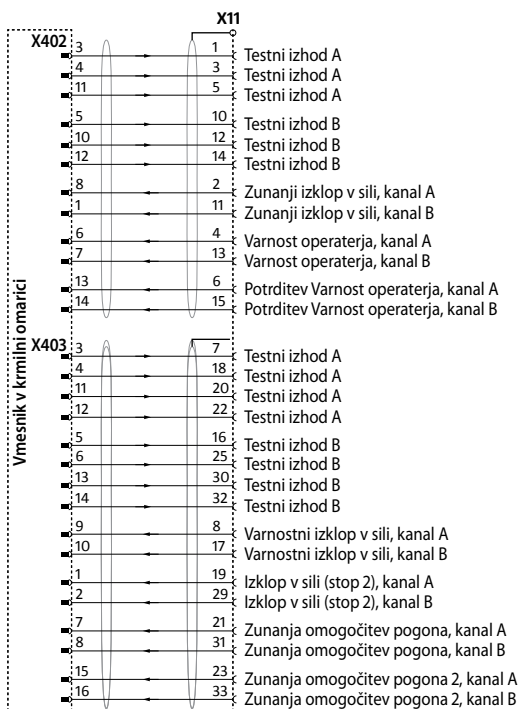 X11
X402
3 1 Testni izhod A
4 3 Testni izhod A
11 5 Testni izhod A
5 10 Testni izhod B
10 12 Testni izhod B
12 14 Testni izhod B
8 2 Zunanji izklop v sili, kanal A
1 11 Zunanji izklop v sili, kanal B
6 4 Varnost operaterja, kanal A
7 13 Varnost operaterja, kanal B
13 6 Potrditev Varnost operaterja, kanal A
14 15 Potrditev Varnost operaterja, kanal B
Vmesnik v krmilni omarici
X403
3 7 Testni izhod A
4 18 Testni izhod A
11 20 Testni izhod A
12 22 Testni izhod A
5 16 Testni izhod B
6 25 Testni izhod B
13 30 Testni izhod B
14 32 Testni izhod B
9 8 Varnostni izklop v sili, kanal A
10 17 Varnostni izklop v sili, kanal B
1 19 Izklop v sili (stop 2), kanal A
2 29 Izklop v sili (stop 2), kanal B
7 21 Zunanja omogočitev pogona, kanal A
8 31 Zunanja omogočitev pogona, kanal B
15 23 Zunanja omogočitev pogona 2, kanal A
16 33 Zunanja omogočitev pogona 2, kanal B